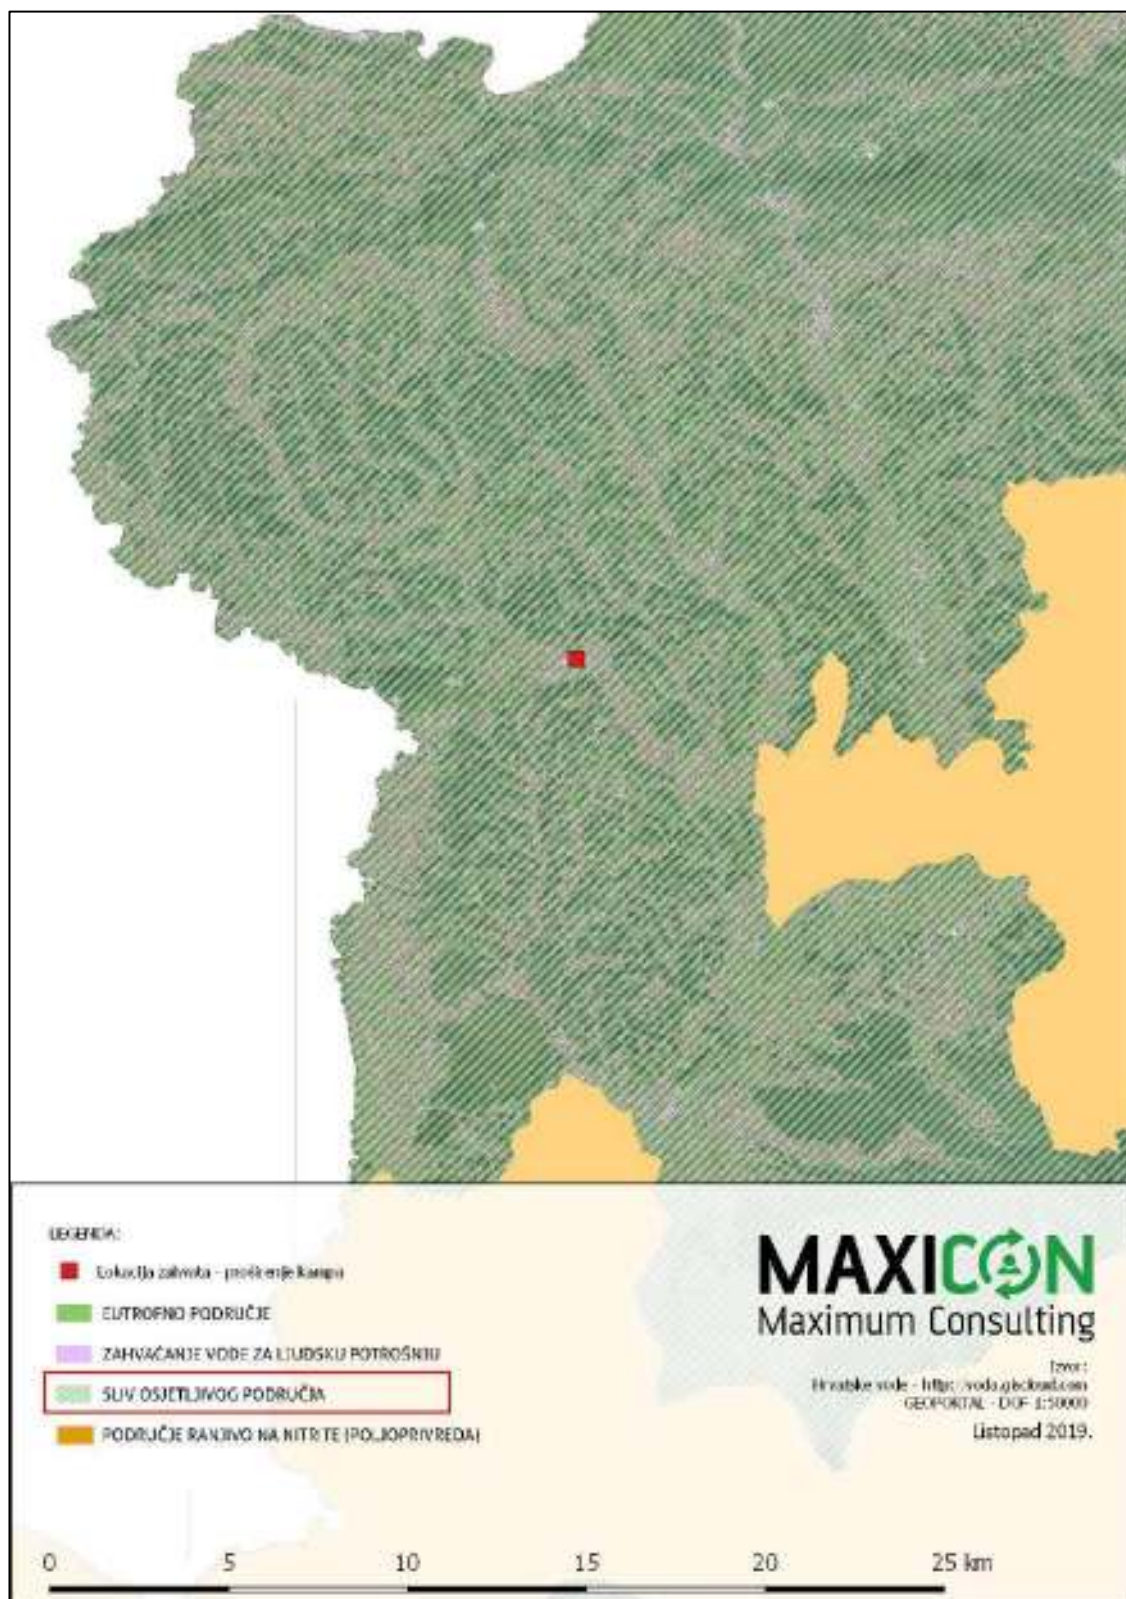 LEGENDA:
Lokacija zahvata - proširenje kampa
EUTROFNO PODRUČJE
ZAHVAĆANJE VODE ZA LJUDSKU POTROŠNJU
SLIV OSJETLJIVOG PODRUČJA
PODRUČJE RANJIVO NA NITRITE (POLJOPRIVREDA)
MAXICON
Maximum Consulting
Izvor:
Hrvatske vode - http://voda.giscloud.com
GEOPORTAL - DOF 1:50000
Listopad 2019.
0 5 10 15 20 25 km